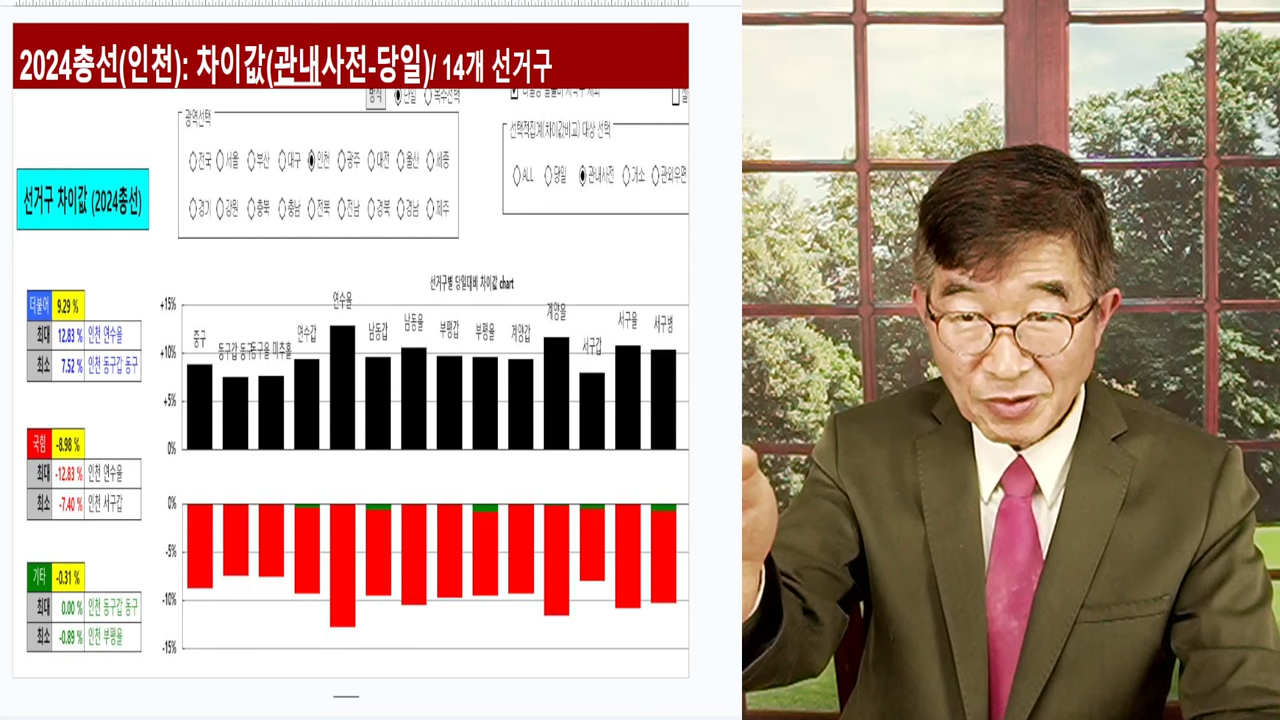 2024총선(인천): 차이값(관내사전-당일)/ 14개 선거구
방식 단일 복수선택
광역선택
전국 서울 부산 대구 인천 광주 대전 울산 세종
경기 강원 충북 충남 전북 전남 경북 경남 제주
선택적집계(차이값비교) 대상 선택
ALL 당일 관내사전 거소 관외우편
선거구 차이값 (2024총선)
선거구별 당일대비 차이값 chart
더불어 9.29 %
최대 12.83 % 인천 연수을
최소 7.52 % 인천 동구갑 동구
국힘 -8.98 %
최대 -12.83 % 인천 연수을
최소 -7.40 % 인천 서구갑
기타 -0.31 %
최대 0.00 % 인천 동구갑 동구
최소 -0.89 % 인천 부평을
+15%
+10%
+5%
0%
중구 동구갑 동구 동구을 미추홀 연수갑 연수을 남동갑 남동을 부평갑 부평을 계양갑 계양을 서구갑 서구을 서구병
0%
-5%
-10%
-15%